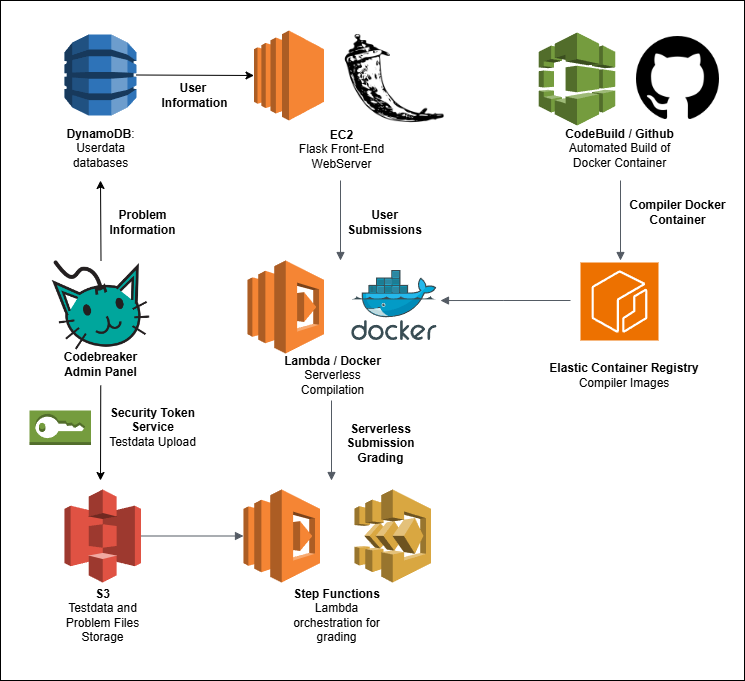 User
Information
DynamoDB:
Userdata
databases
EC2
Flask Front-End
WebServer
CodeBuild / Github
Automated Build of
Docker Container
Problem
Information
User
Submissions
Compiler Docker
Container
Codebreaker
Admin Panel
docker
Lambda / Docker
Serverless
Compilation
Elastic Container Registry
Compiler Images
Security Token
Service
Testdata Upload
Serverless
Submission
Grading
S3
Testdata and
Problem Files
Storage
Step Functions
Lambda
orchestration for
grading